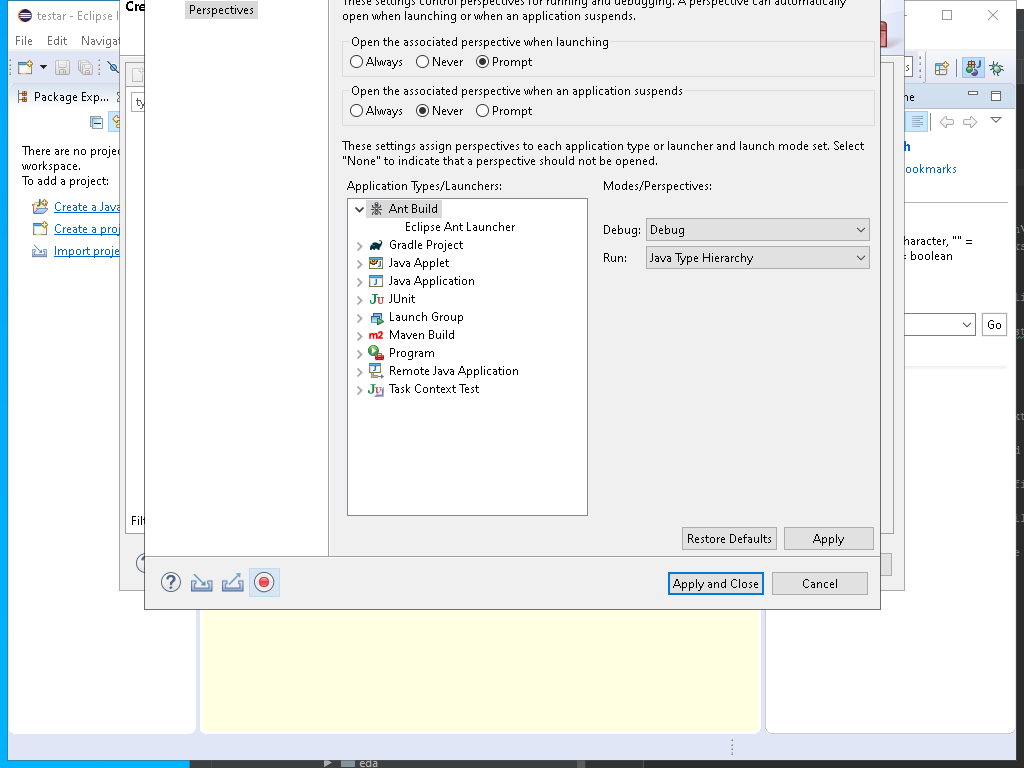 testar - Eclipse I
Cre
File Edit Navigat
Package Exp...
There are no proje
workspace.
To add a project:
Create a Java
Create a proj
Import proje
ty
Filt
Perspectives
These settings control perspectives for running and debugging. A perspective can automatically
open when launching or when an application suspends.
Open the associated perspective when launching
Always Never Prompt
Open the associated perspective when an application suspends
Always Never Prompt
These settings assign perspectives to each application type or launcher and launch mode set. Select
"None" to indicate that a perspective should not be opened.
Application Types/Launchers:
Modes/Perspectives:
Ant Build
Eclipse Ant Launcher
Gradle Project
Java Applet
Java Application
JUnit
Launch Group
Maven Build
Program
Remote Java Application
Task Context Test
Debug: Debug
Run: Java Type Hierarchy
Restore Defaults Apply
Apply and Close Cancel
ne
h
ookmarks
haracter, "" =
= boolean
Go
eda